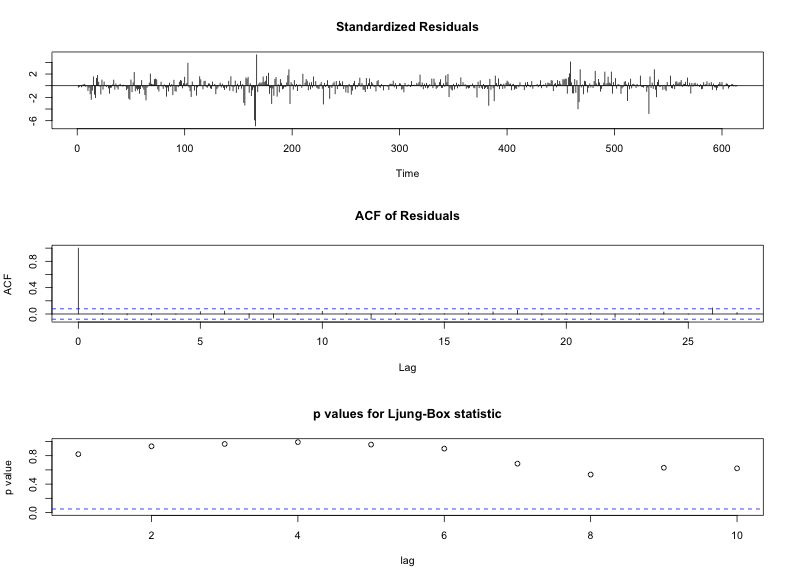 Standardized Residuals
2
-2
-6
0 100 200 300 400 500 600
Time
ACF of Residuals
ACF
0.8
0.4
0.0
0 5 10 15 20 25
Lag
p values for Ljung-Box statistic
p value
0.8
0.4
0.0
2 4 6 8 10
lag